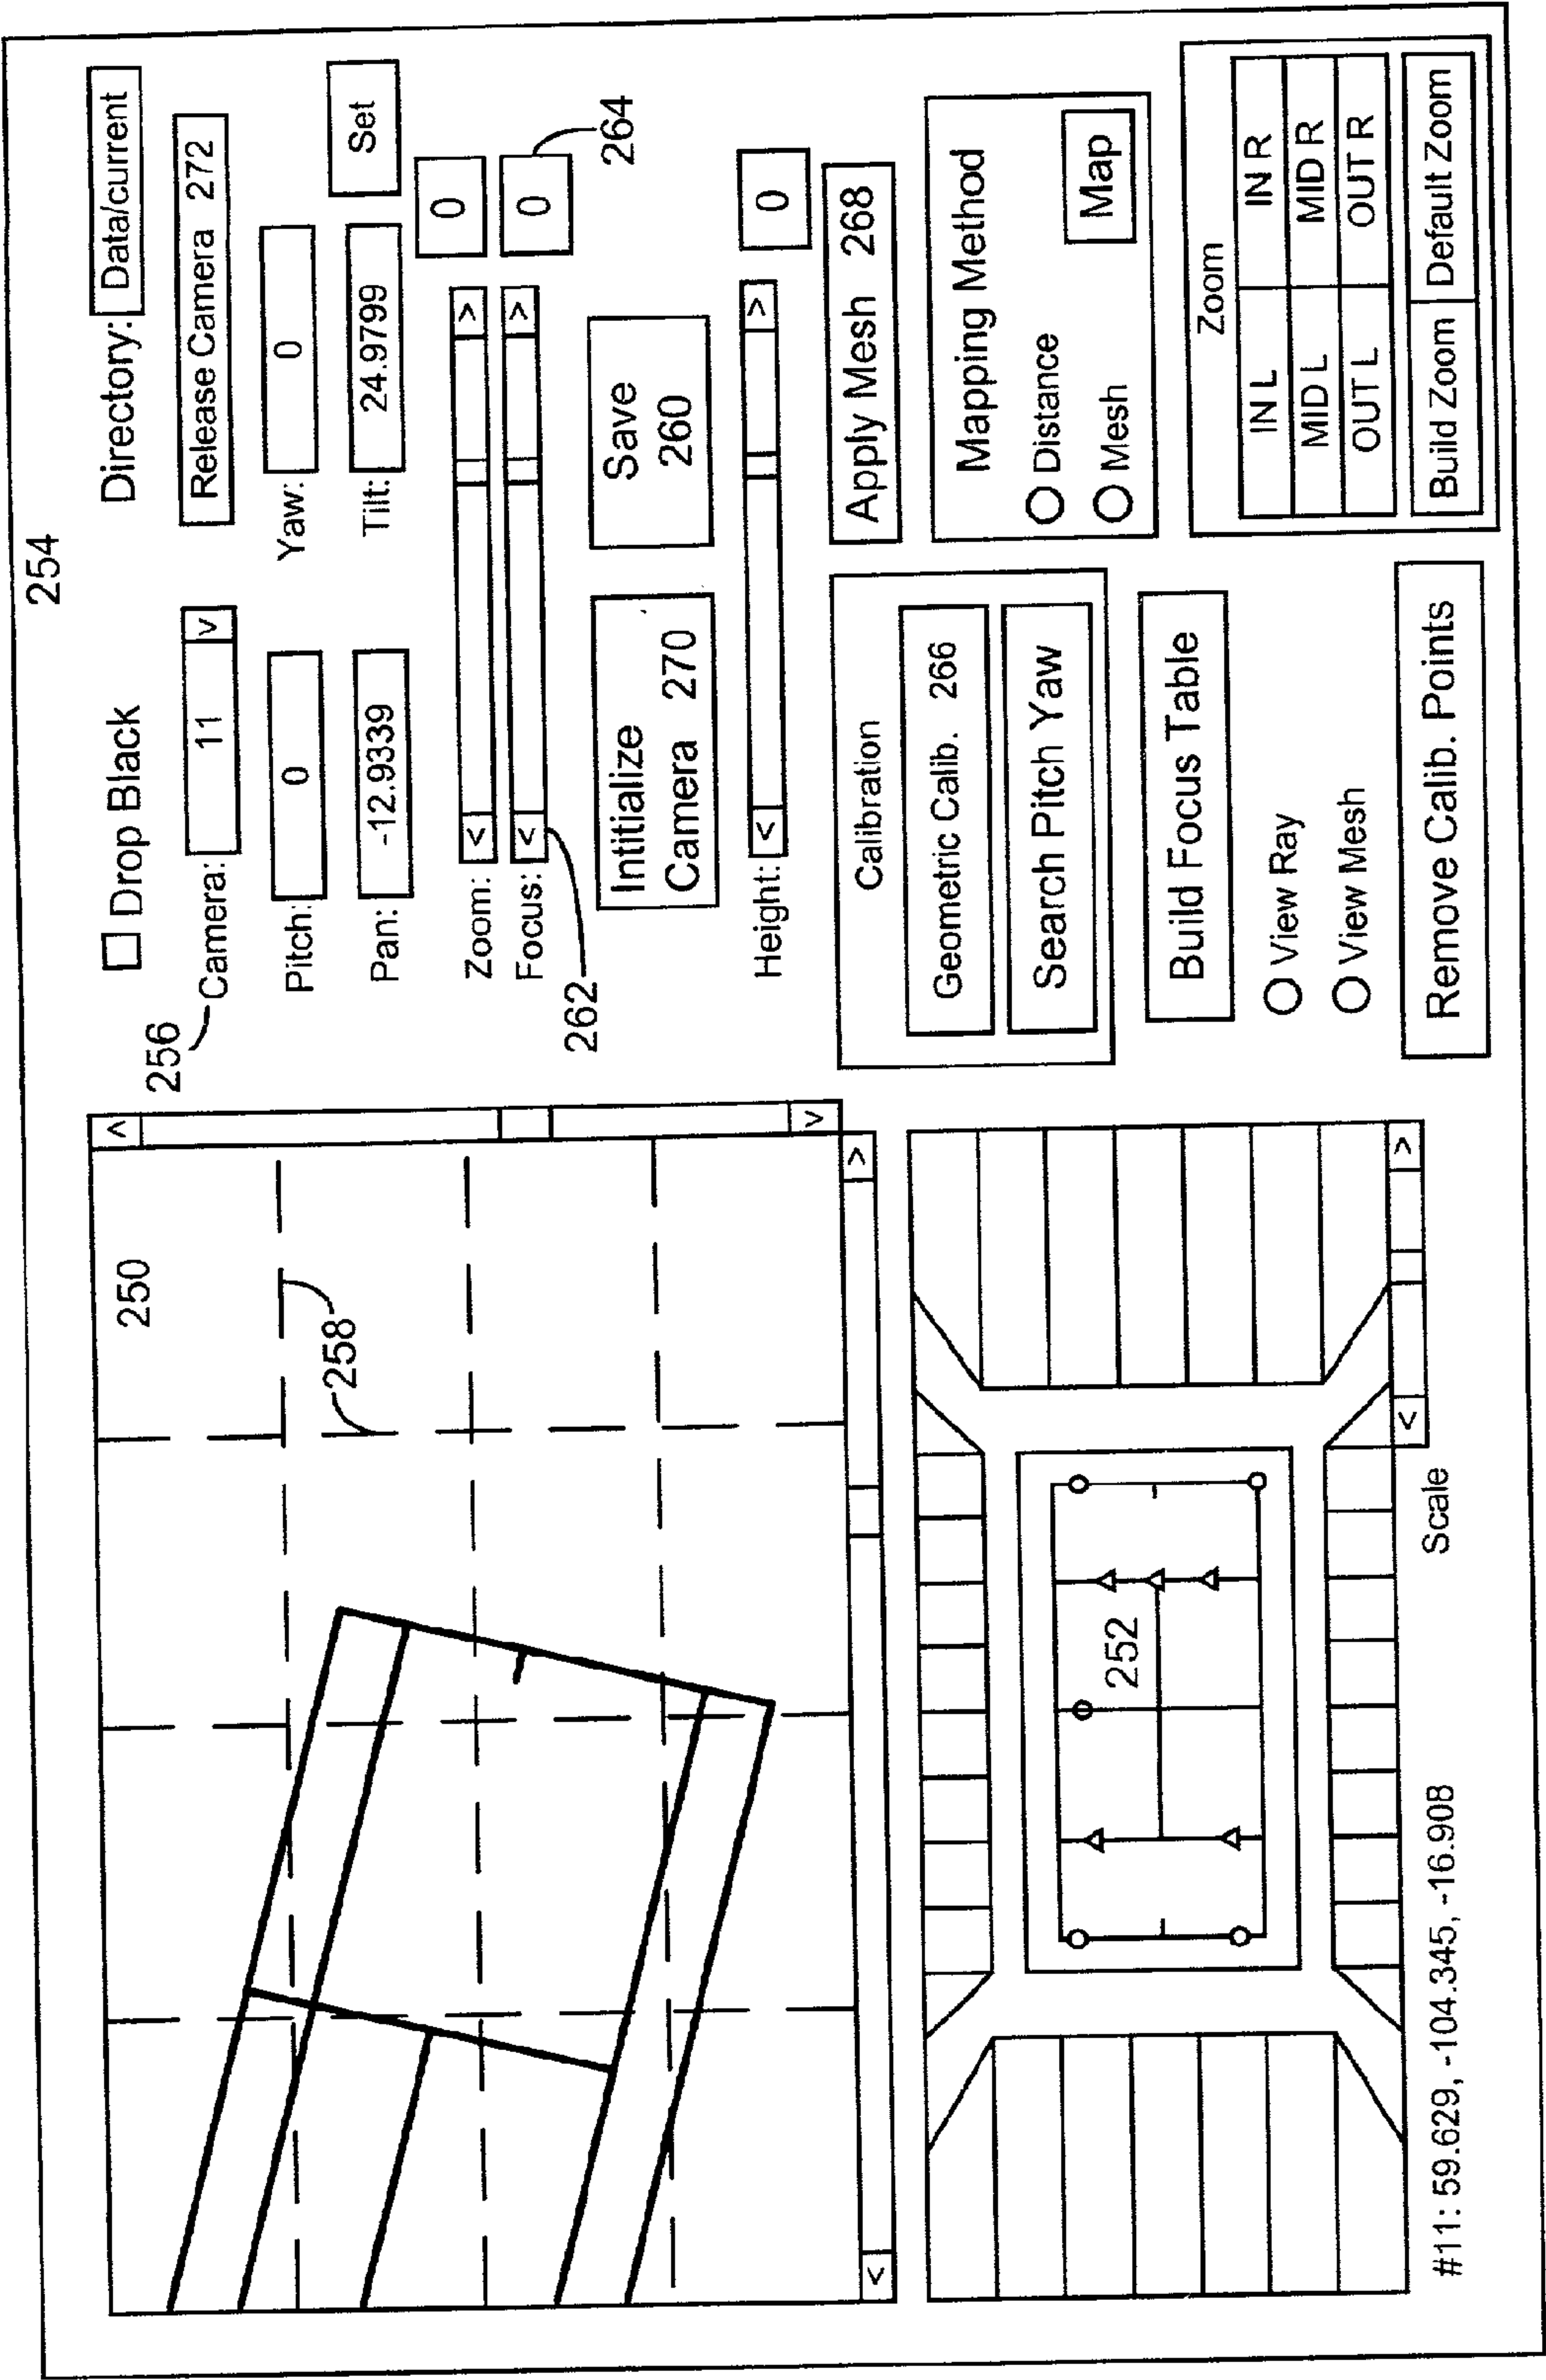 254
256
☐ Drop Black
Directory: Data/current
Camera: 11 v
Release Camera 272
Pitch: 0
Yaw: 0
Pan: -12.9339
Tilt: 24.9799
Set
Zoom: < > 0
Focus: < > 0
262
264
Intitialize
Camera 270
Save
260
Height: < > 0
250
258
Calibration
Geometric Calib. 266
Search Pitch Yaw
Apply Mesh 268
Mapping Method
Distance
Mesh
Map
Build Focus Table
View Ray
View Mesh
Zoom
IN L IN R
MID L MID R
OUT L OUT R
Build Zoom Default Zoom
Remove Calib. Points
252
#11: 59.629, -104.345, -16.908
Scale